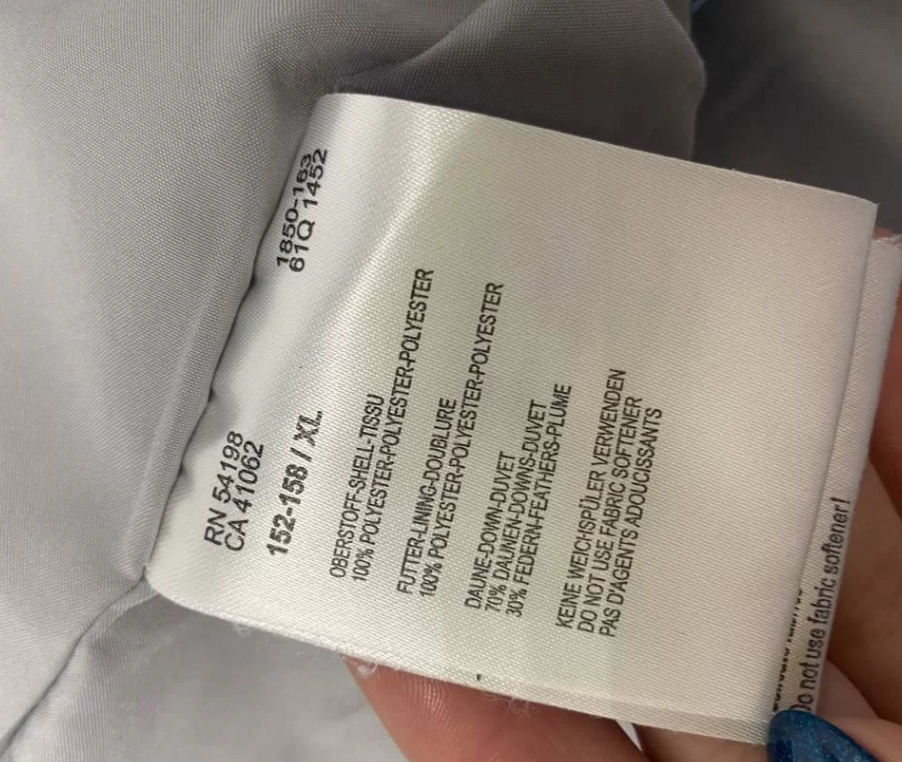 1850-163
61Q 1452
RN 54198
CA 41062
152-158 / XL
OBERSTOFF-SHELL-TISSU
100% POLYESTER-POLYESTER-POLYESTER
FUTTER-LINING-DOUBLURE
100% POLYESTER-POLYESTER-POLYESTER
DAUNE-DOWN-DUVET
70% DAUNEN-DOWNS-DUVET
30% FEDERN-FEATHERS-PLUME
KEINE WEICHSPÜLER VERWENDEN
DO NOT USE FABRIC SOFTENER
PAS D'AGENTS ADOUCISSANTS
Do not use fabric softener!